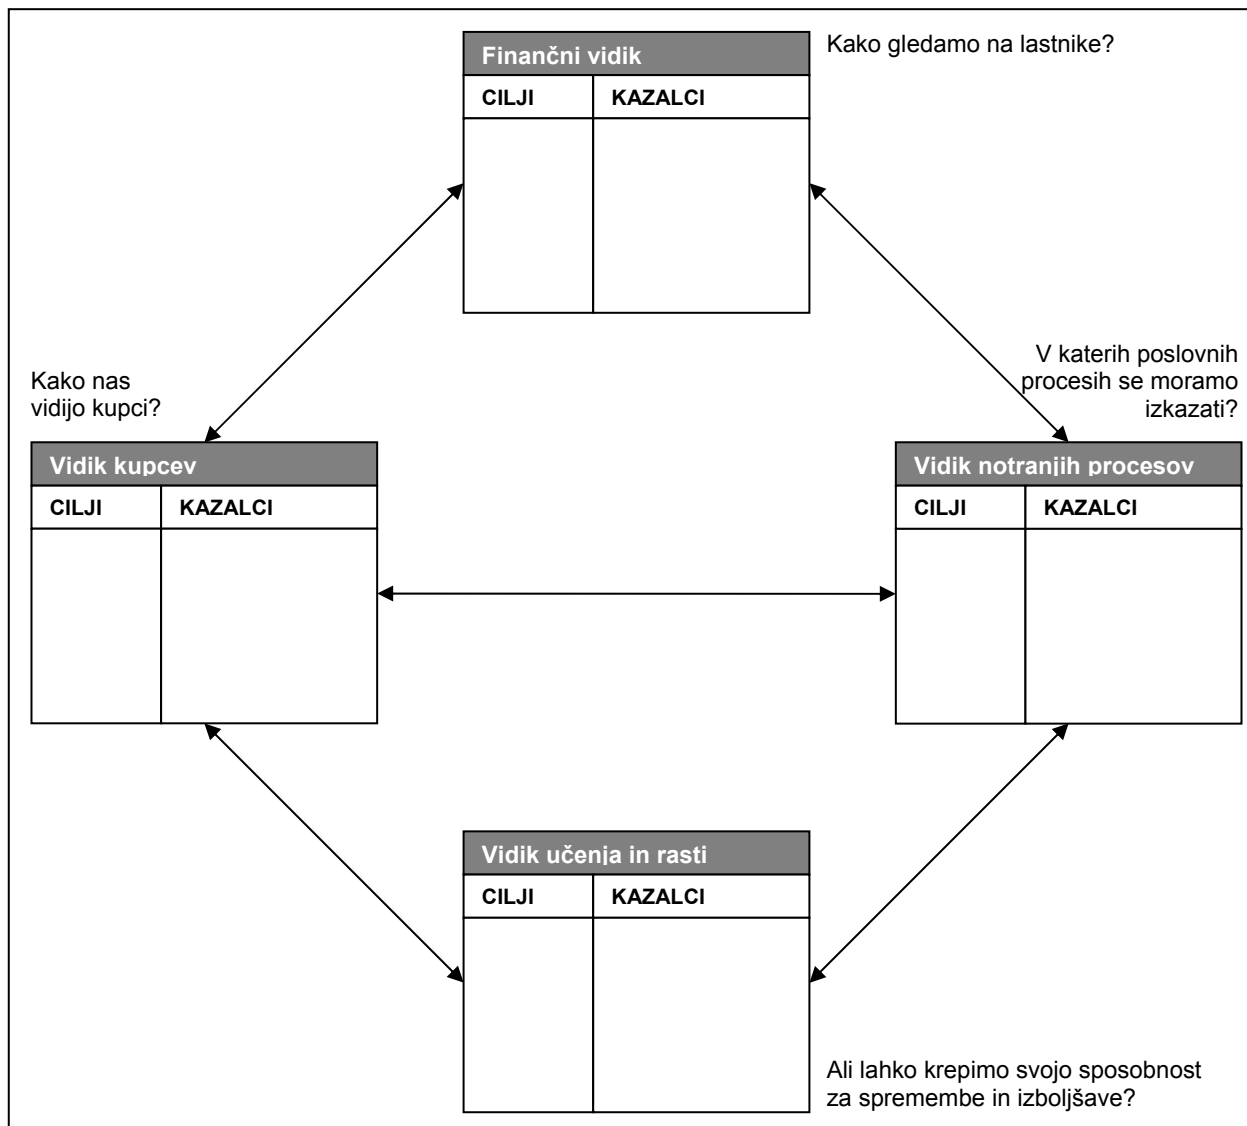 Finančni vidik
Kako gledamo na lastnike?
CILJI KAZALCI
Kako nas
vidijo kupci?
V katerih poslovnih
procesih se moramo
izkazati?
Vidik kupcev
CILJI KAZALCI
Vidik notranjih procesov
CILJI KAZALCI
Vidik učenja in rasti
CILJI KAZALCI
Ali lahko krepimo svojo sposobnost
za spremembe in izboljšave?